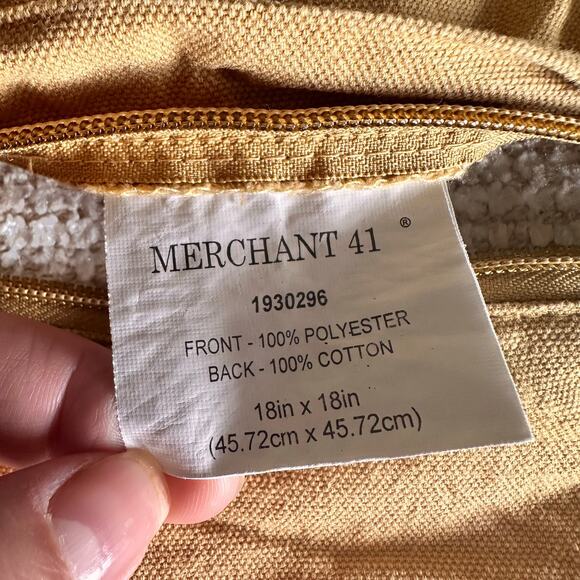 MERCHANT 41 ®
1930296
FRONT - 100% POLYESTER
BACK - 100% COTTON
18in x 18in
(45.72cm x 45.72cm)